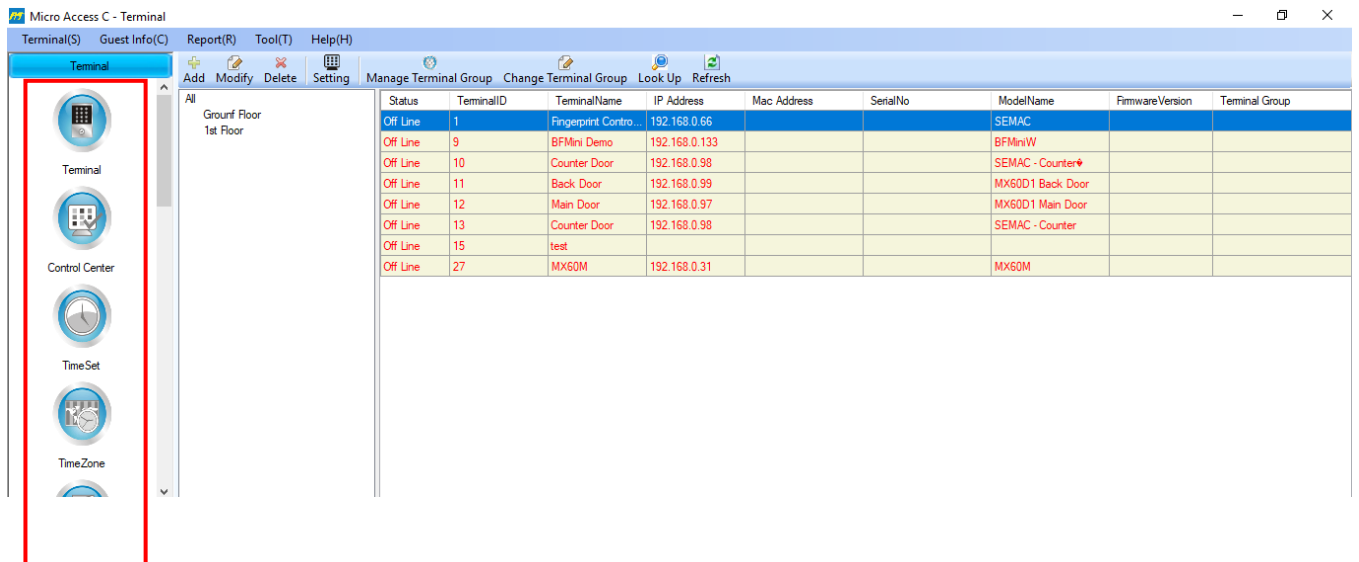 Micro Access C - Terminal
Terminal(S) Guest Info(C) Report(R) Tool(T) Help(H)
Terminal
Add Modify Delete Setting Manage Terminal Group Change Terminal Group Look Up Refresh
Terminal
Control Center
TimeSet
TimeZone
All
Grounf Floor
1st Floor
Status TerminalID TerminalName IP Address Mac Address SerialNo ModelName FirmwareVersion Terminal Group
Off Line 1 Fingerprint Contro... 192.168.0.66 SEMAC
Off Line 9 BFMini Demo 192.168.0.133 BFMiniW
Off Line 10 Counter Door 192.168.0.98 SEMAC - Counter�
Off Line 11 Back Door 192.168.0.99 MX60D1 Back Door
Off Line 12 Main Door 192.168.0.97 MX60D1 Main Door
Off Line 13 Counter Door 192.168.0.98 SEMAC - Counter
Off Line 15 test
Off Line 27 MX60M 192.168.0.31 MX60M